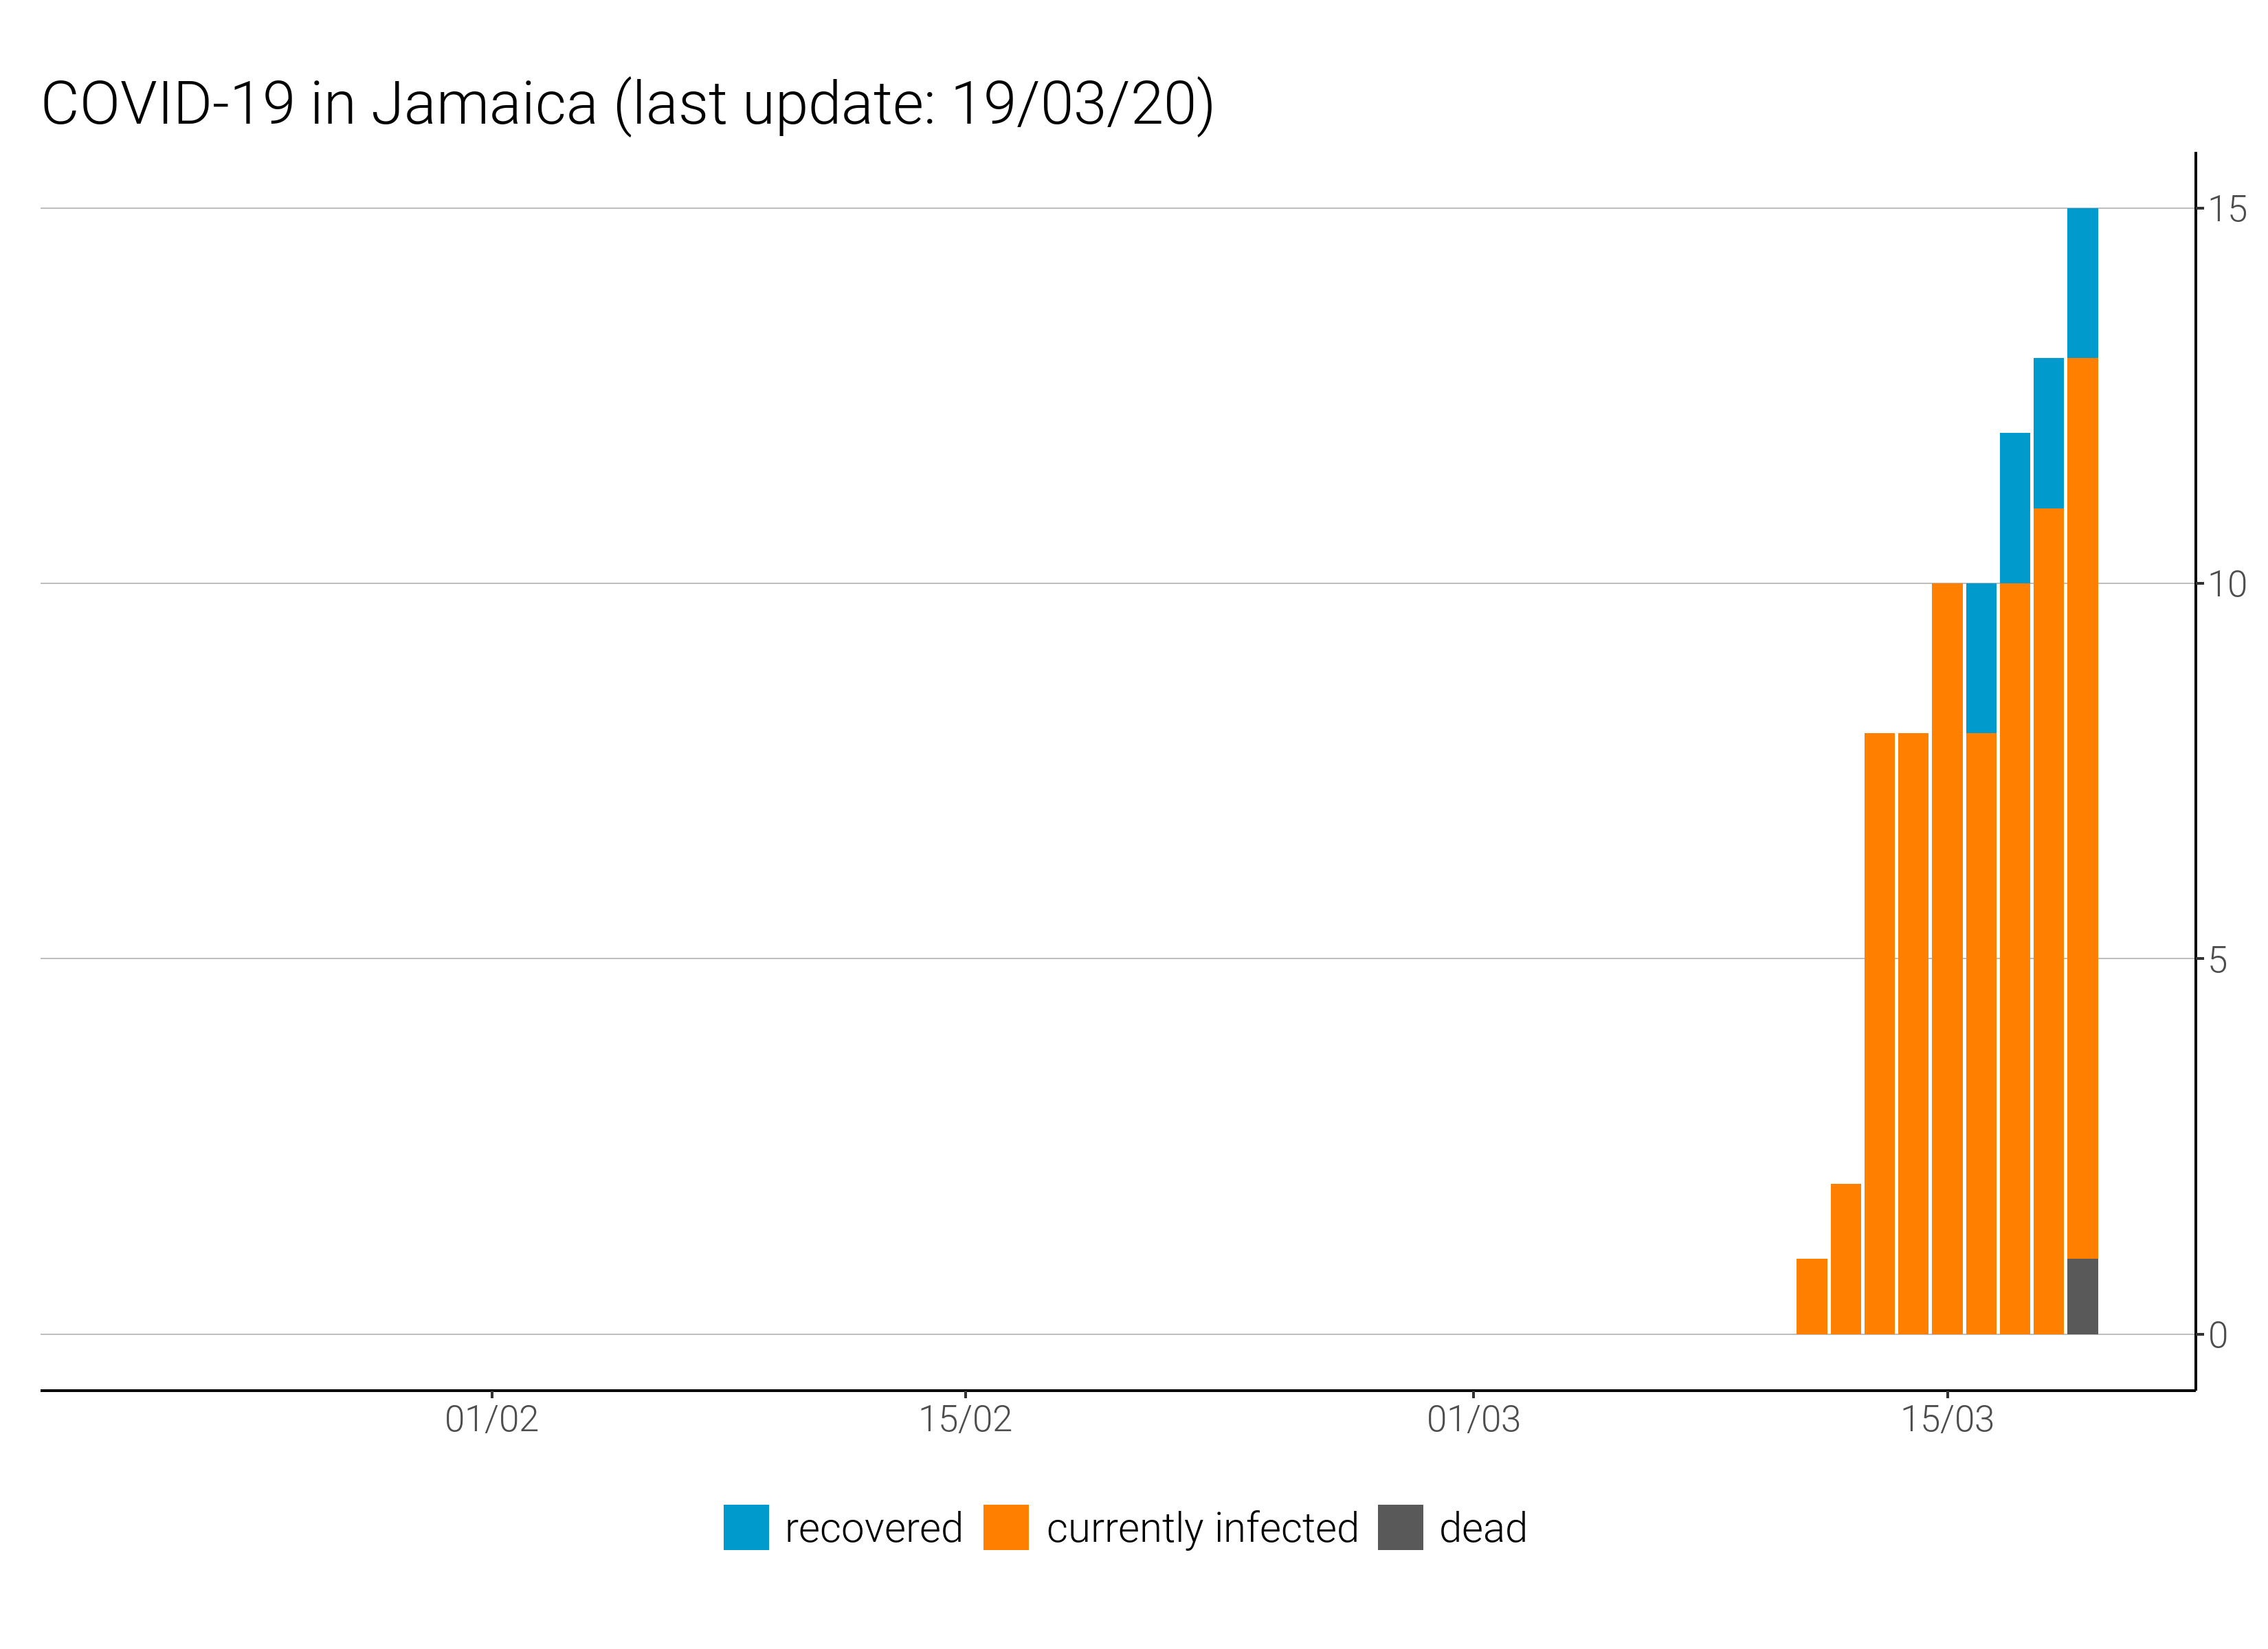 COVID-19 in Jamaica (last update: 19/03/20)
15
10
5
0
01/02 15/02 01/03 15/03
recovered currently infected dead